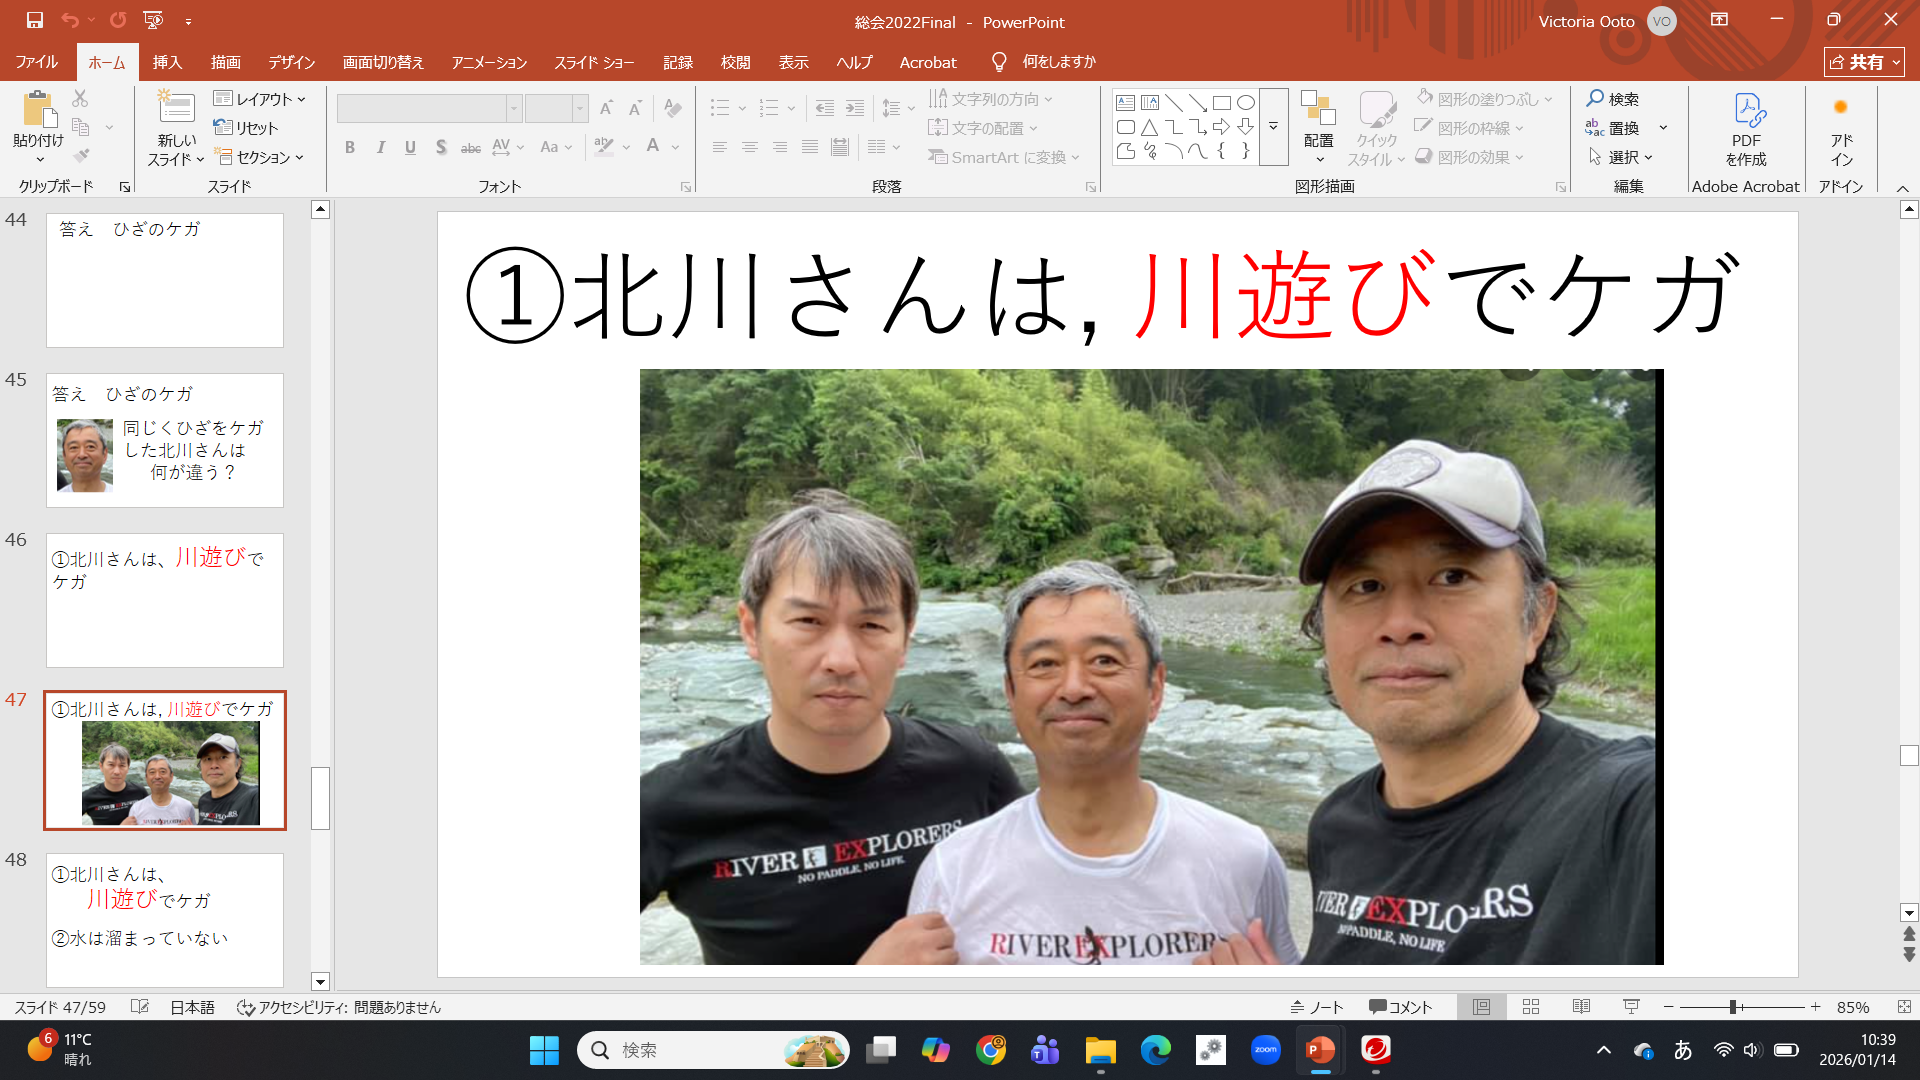 総会2022Final - PowerPoint
Victoria Ooto
VO
ファイル ホーム 挿入 描画 デザイン 画面切り替え アニメーション スライド ショー 記録 校閲 表示 ヘルプ Acrobat 何をしますか
共有
貼り付け
クリップボード
新しい
スライド
レイアウト
リセット
セクション
スライド
B I U S abc AV Aa A
フォント
文字列の方向
文字の配置
SmartArt に変換
段落
配置
クイック
スタイル
図形の塗りつぶし
図形の枠線
図形の効果
図形描画
検索
置換
選択
編集
PDF
を作成
Adobe Acrobat
アド
イン
アドイン
44
答え ひざのケガ
45
答え ひざのケガ
同じくひざをケガ
した北川さんは
何が違う？
46
①北川さんは、川遊びで
ケガ
47
①北川さんは, 川遊びでケガ
48
①北川さんは、
川遊びでケガ
②水は溜まっていない
①北川さんは, 川遊びでケガ
RIVER EXPLORERS
NO PADDLE, NO LIFE.
RIVER EXPLORERS
スライド 47/59
日本語
アクセシビリティ: 問題ありません
ノート
コメント
85%
6
11°C
晴れ
検索
zoom
あ
10:39
2026/01/14